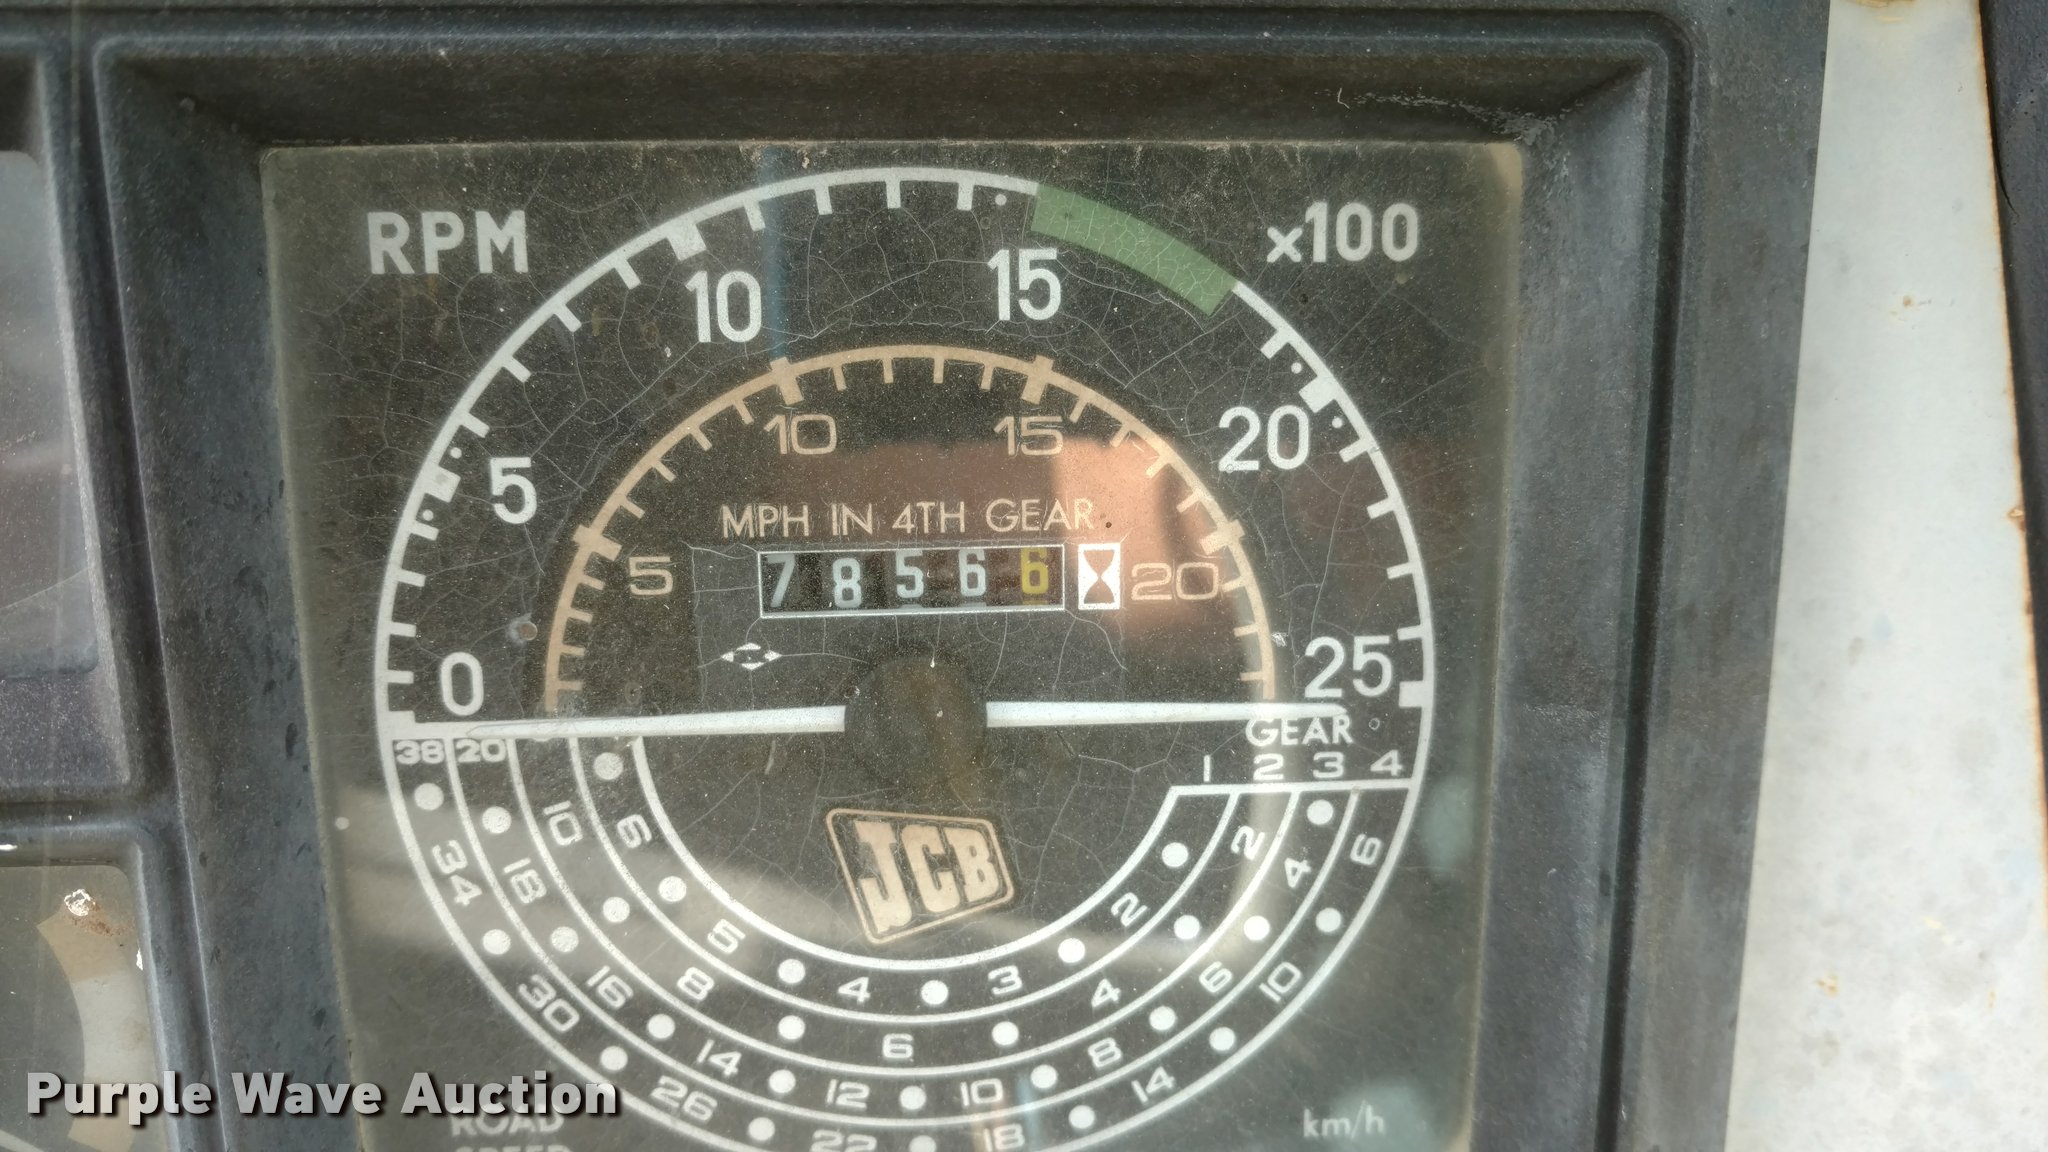 RPM
x100
0 5 10 15 20 25
5 10 15 20
MPH IN 4TH GEAR
78566
GEAR
1 2 3 4
38 20
JCB
6 5 4 3 2
10 8 6 4 2
18 16 14 12 10 8 6 4
34 30 26 22 18 14 10 6
ROAD
SPEED
km/h
Purple Wave Auction